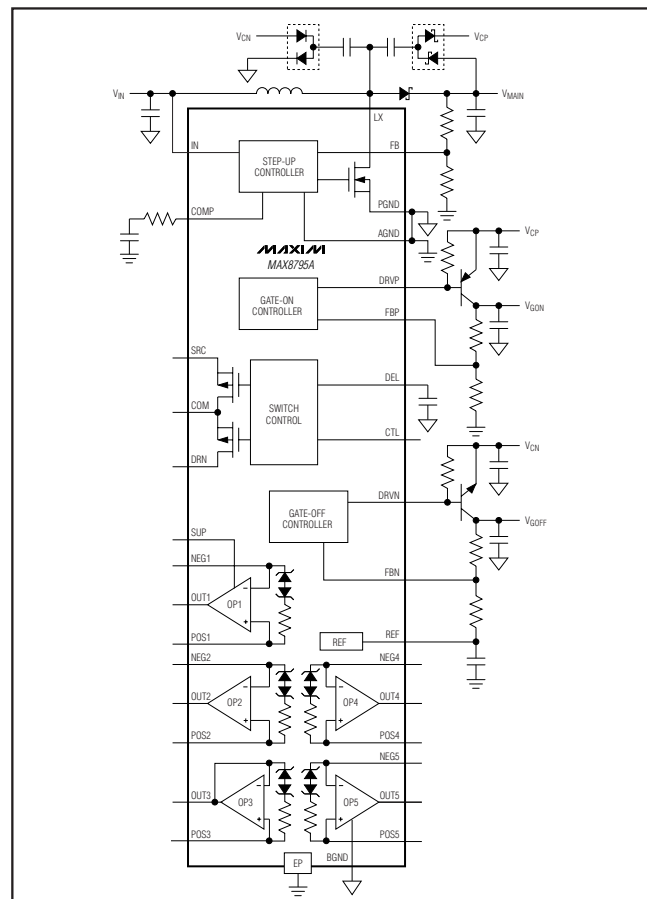 VCN
VCP
VIN
VMAIN
LX
IN
FB
STEP-UP
CONTROLLER
PGND
COMP
AGND
VCP
MAXIM
MAX8795A
DRVP
GATE-ON
CONTROLLER
FBP
VGON
SRC
DEL
COM
SWITCH
CONTROL
CTL
DRN
VCN
DRVN
GATE-OFF
CONTROLLER
VGOFF
SUP
NEG1
FBN
OUT1
OP1
POS1
REF
REF
NEG2
NEG4
OUT2
OP2
OP4
OUT4
POS2
POS4
NEG5
OUT3
OP3
OP5
OUT5
POS3
POS5
EP
BGND